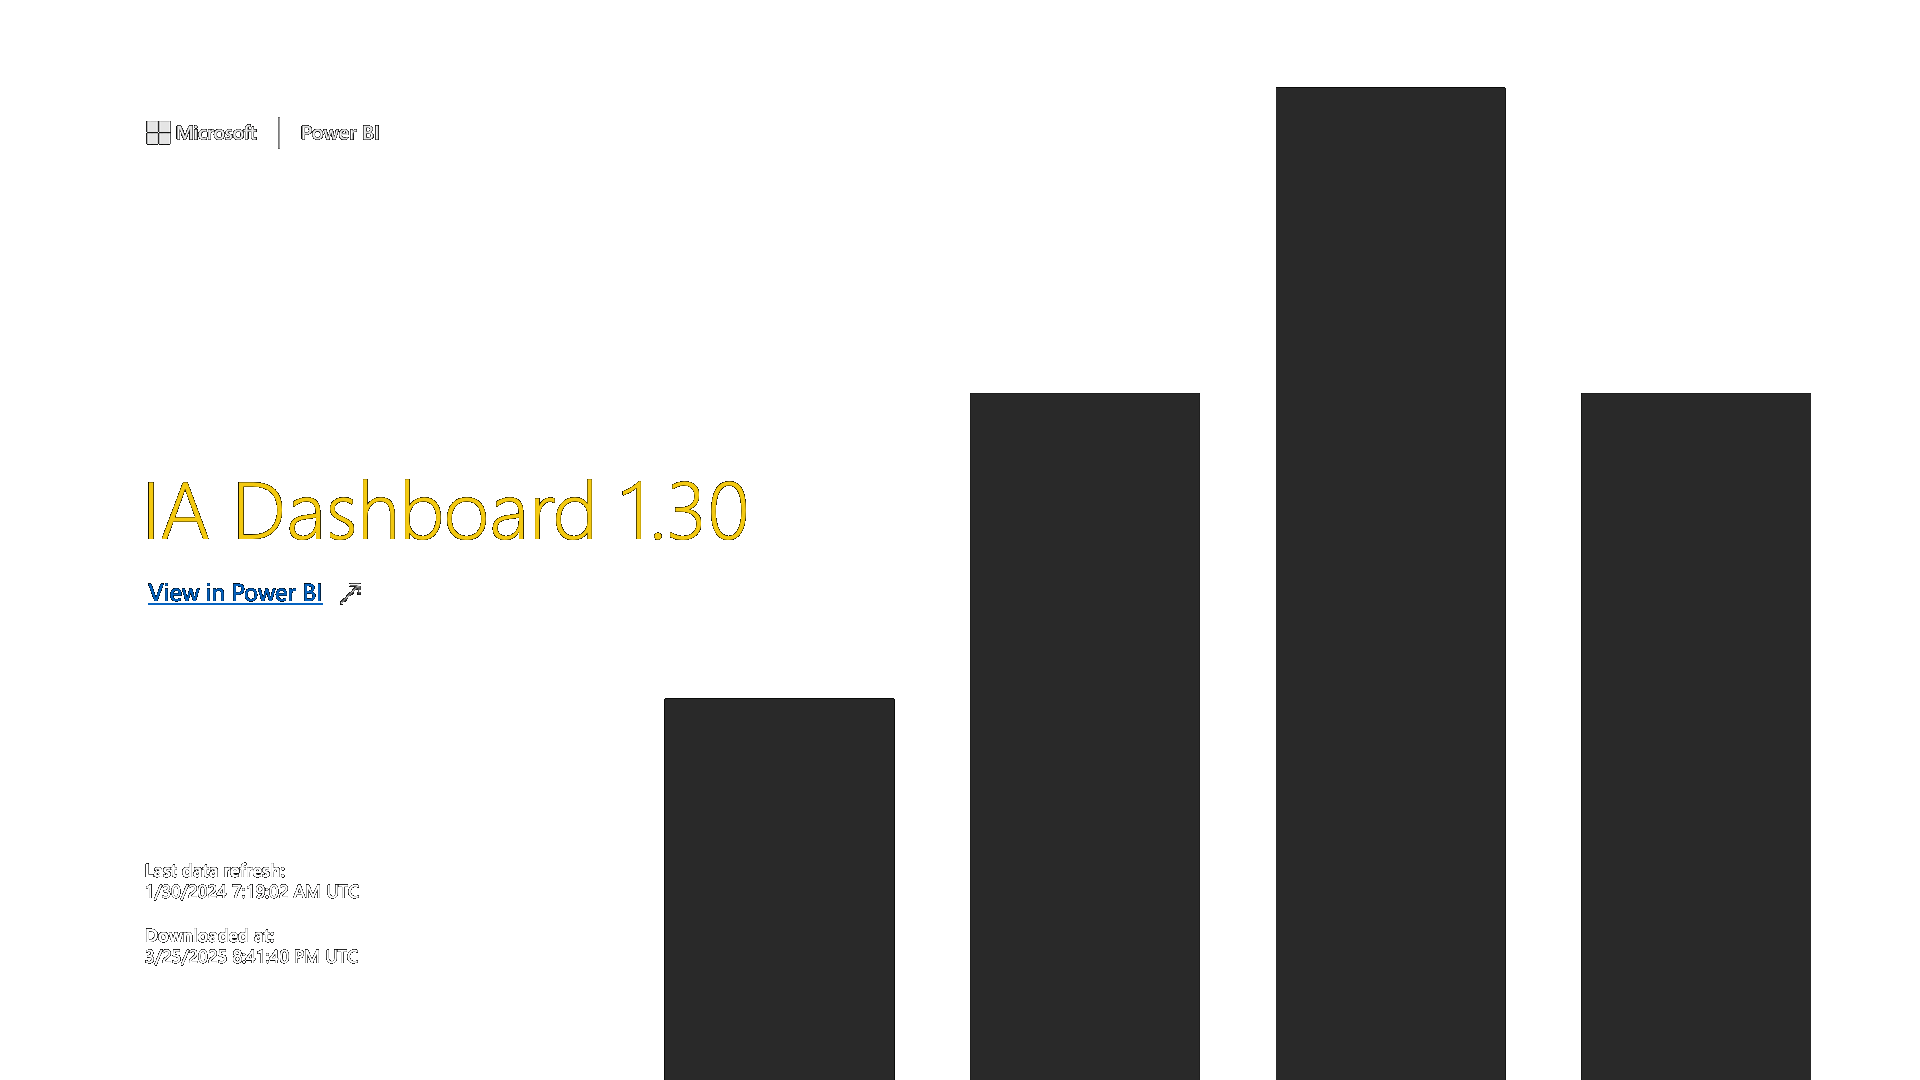 Microsoft | Power BI
IA Dashboard 1.30
View in Power BI
Last data refresh:
1/30/2024 7:19:02 AM UTC
Downloaded at:
3/25/2025 8:41:40 PM UTC